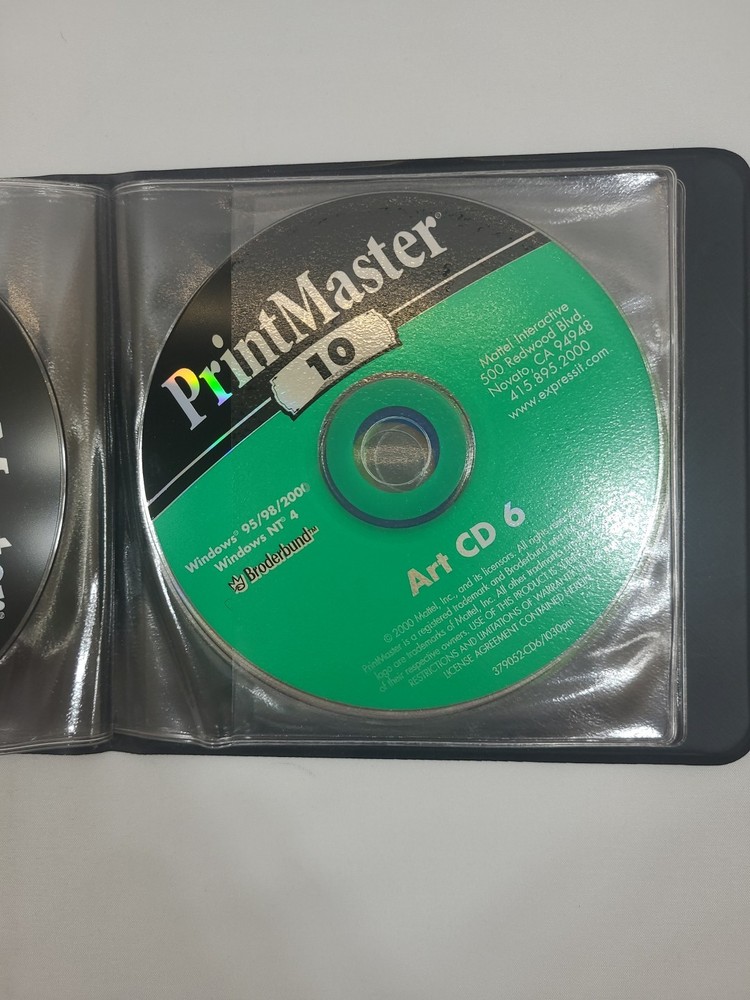 PrintMaster®
10
Mattel Interactive
500 Redwood Blvd.
Novato, CA 94948
415.895.2000
www.expressit.com
Windows® 95/98/2000
Windows NT® 4
Brøderbund™
Art CD 6
© 2000 Mattel, Inc., and its licensors. All rights
PrintMaster is a registered trademark and Broderbund and
logo are trademarks of Mattel, Inc. All other trademarks are
of their respective owners. USE OF THIS PRODUCT IS
RESTRICTIONS AND LIMITATIONS OF WARRANTY
LICENSE AGREEMENT CONTAINED HEREIN.
379052-CD6/1030pm